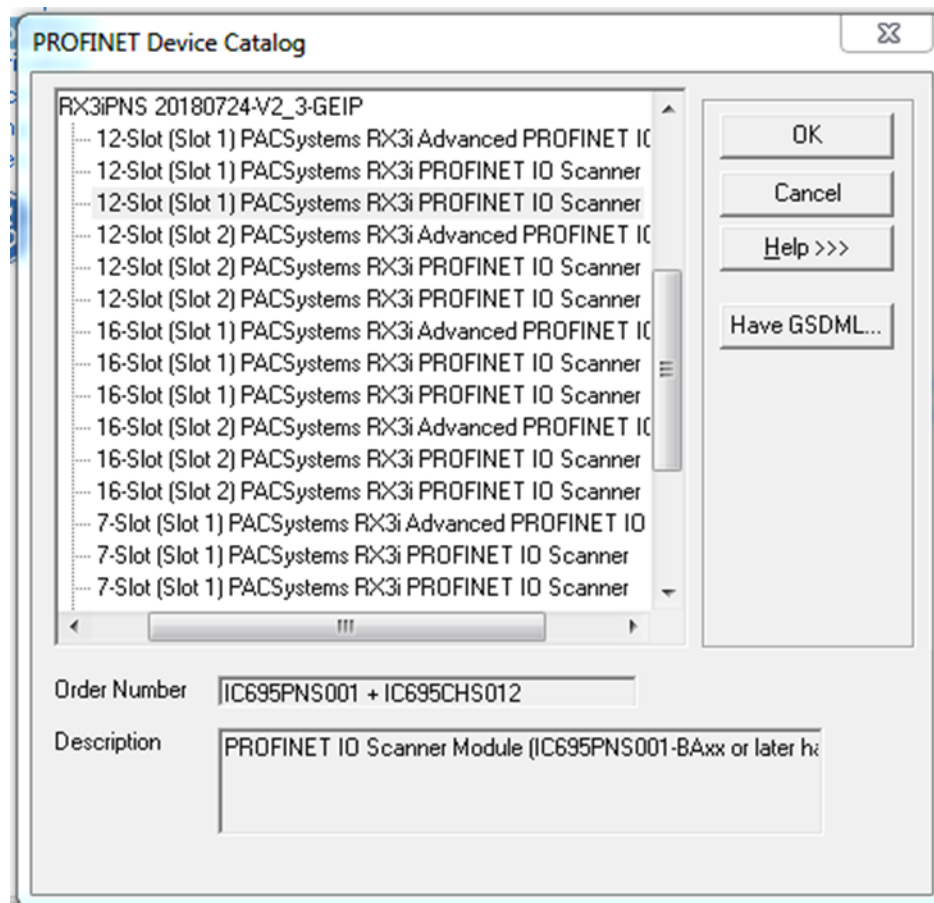 PROFINET Device Catalog
RX3iPNS 20180724-V2_3-GEIP
12-Slot (Slot 1) PACSystems RX3i Advanced PROFINET IO
12-Slot (Slot 1) PACSystems RX3i PROFINET IO Scanner
12-Slot (Slot 1) PACSystems RX3i PROFINET IO Scanner
12-Slot (Slot 2) PACSystems RX3i Advanced PROFINET IO
12-Slot (Slot 2) PACSystems RX3i PROFINET IO Scanner
12-Slot (Slot 2) PACSystems RX3i PROFINET IO Scanner
16-Slot (Slot 1) PACSystems RX3i Advanced PROFINET IO
16-Slot (Slot 1) PACSystems RX3i PROFINET IO Scanner
16-Slot (Slot 1) PACSystems RX3i PROFINET IO Scanner
16-Slot (Slot 2) PACSystems RX3i Advanced PROFINET IO
16-Slot (Slot 2) PACSystems RX3i PROFINET IO Scanner
16-Slot (Slot 2) PACSystems RX3i PROFINET IO Scanner
7-Slot (Slot 1) PACSystems RX3i Advanced PROFINET IO
7-Slot (Slot 1) PACSystems RX3i PROFINET IO Scanner
7-Slot (Slot 1) PACSystems RX3i PROFINET IO Scanner
OK
Cancel
Help >>>
Have GSDML...
Order Number IC695PNS001 + IC695CHS012
Description PROFINET IO Scanner Module (IC695PNS001-BAxx or later ha